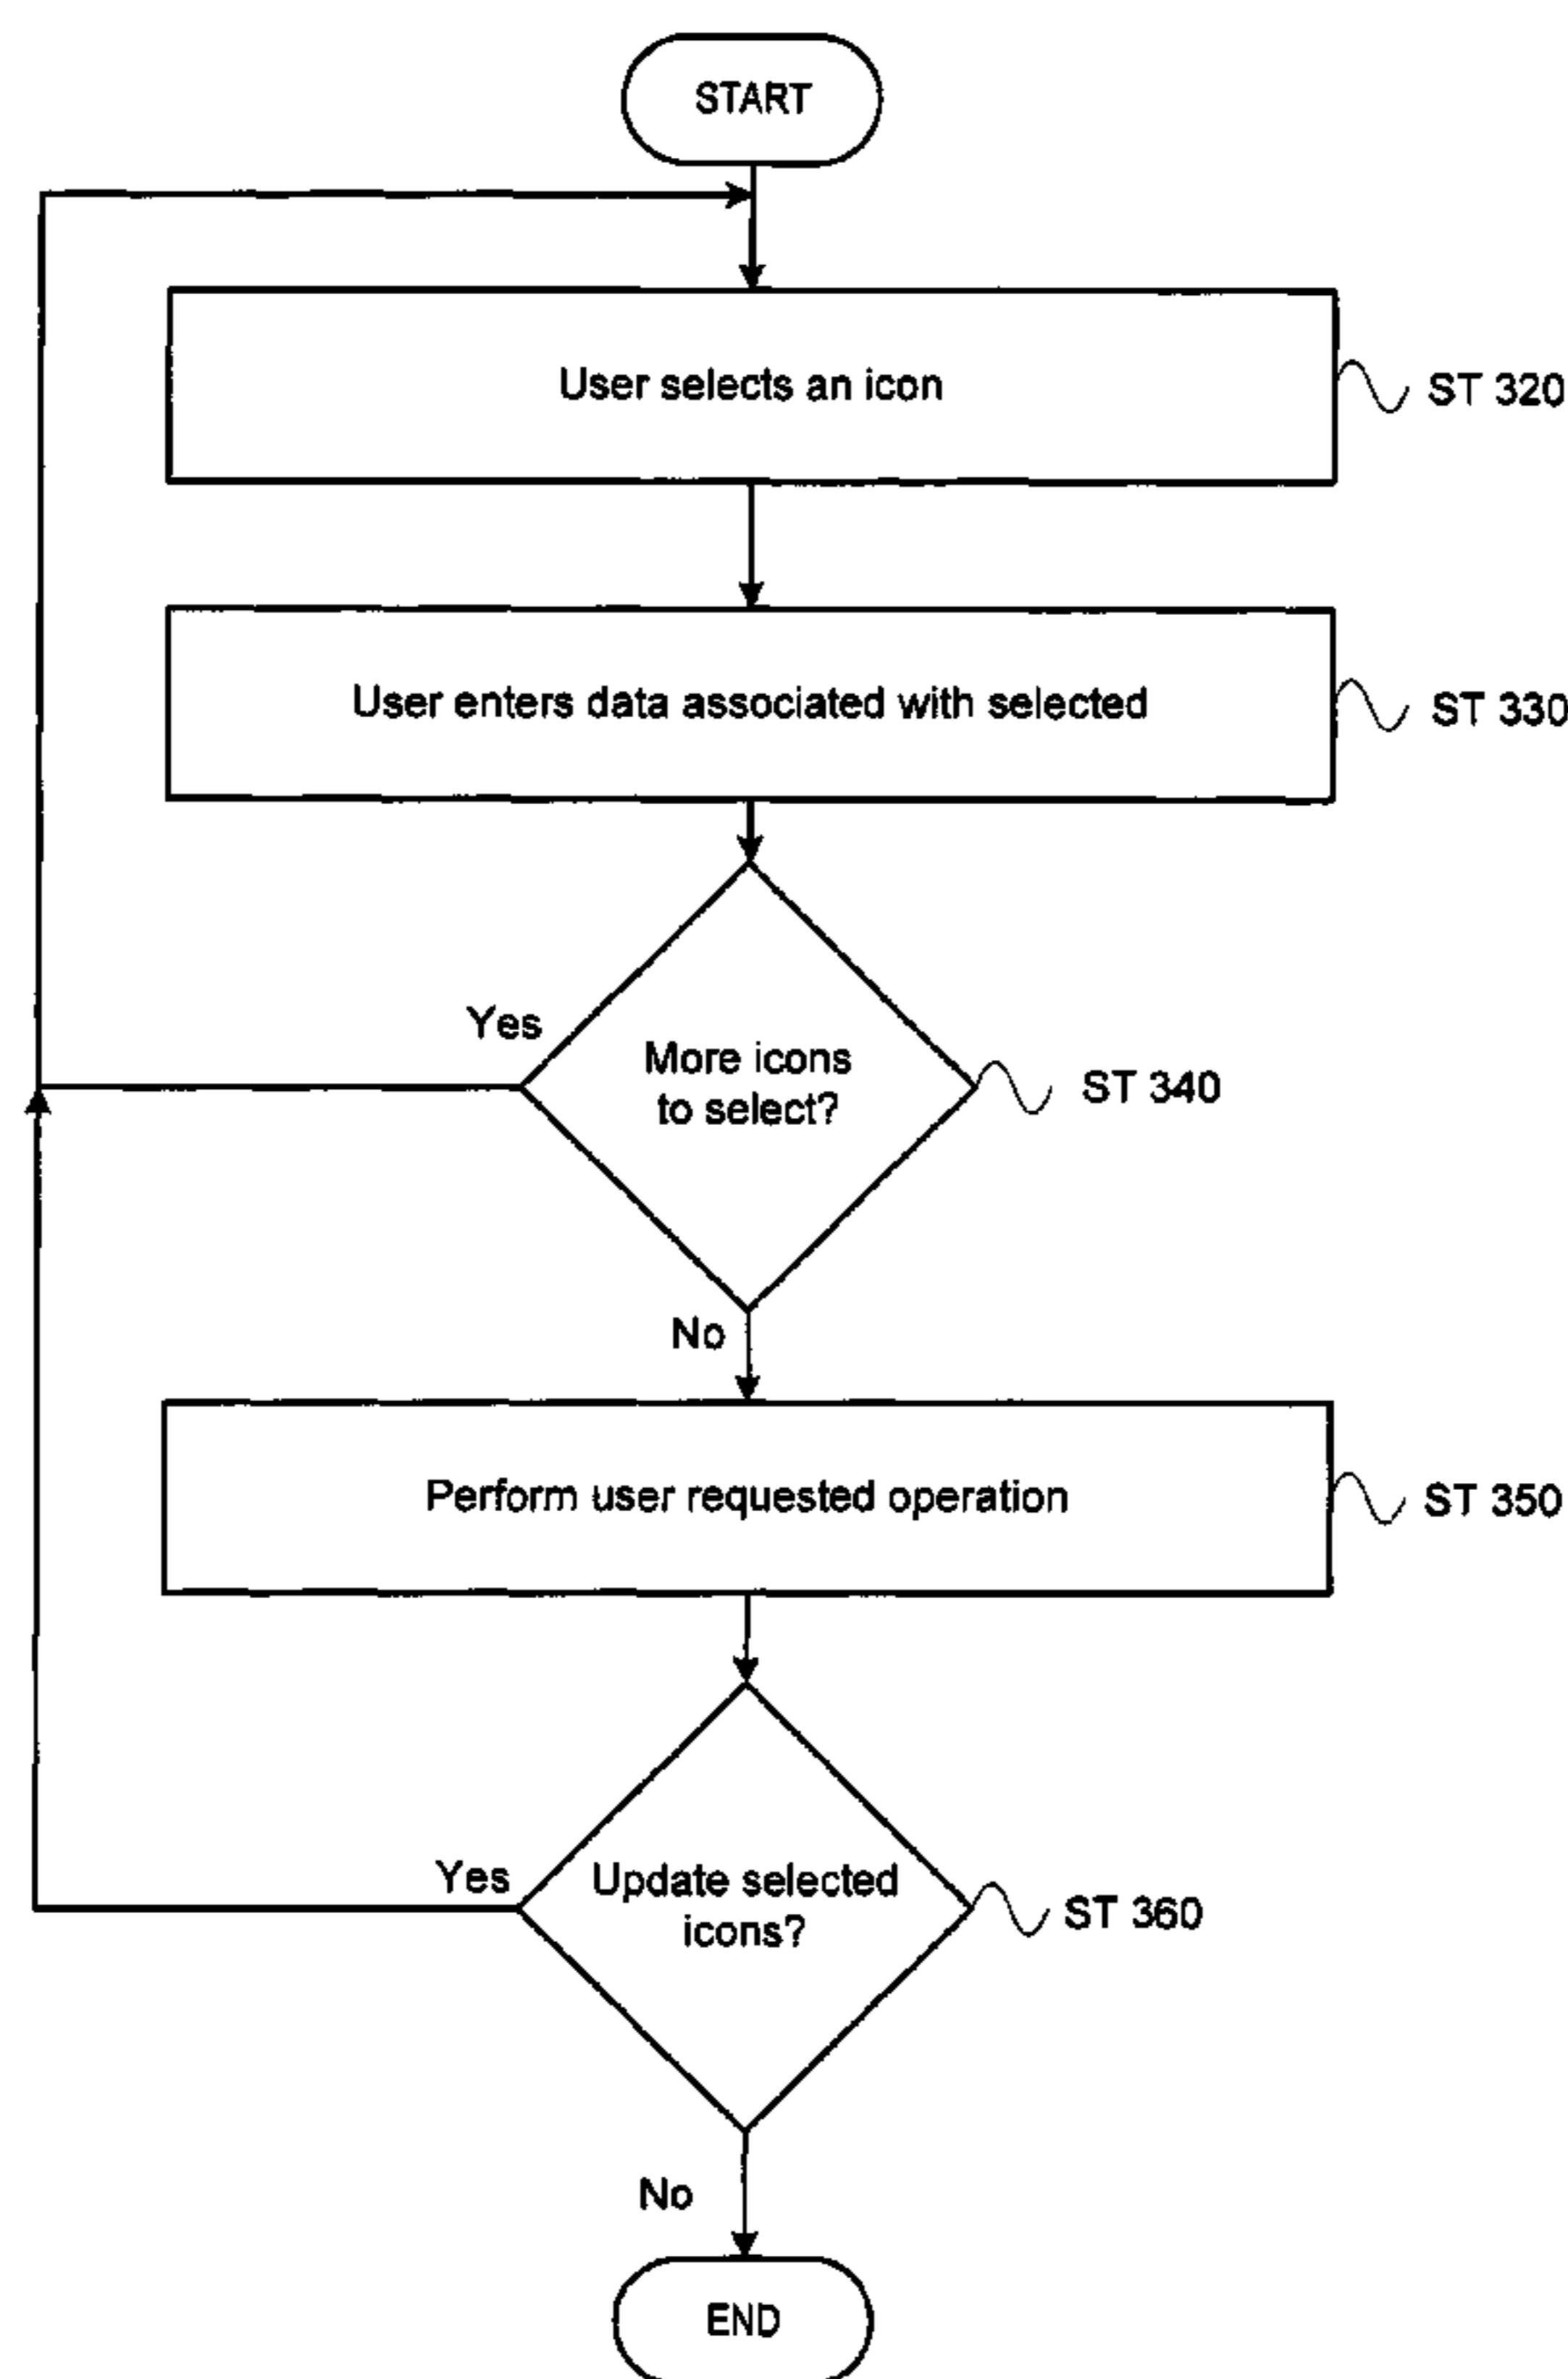 START
User selects an icon
ST 320
User enters data associated with selected
ST 330
Yes
More icons
to select?
ST 340
No
Perform user requested operation
ST 350
Yes
Update selected
icons?
ST 360
No
END